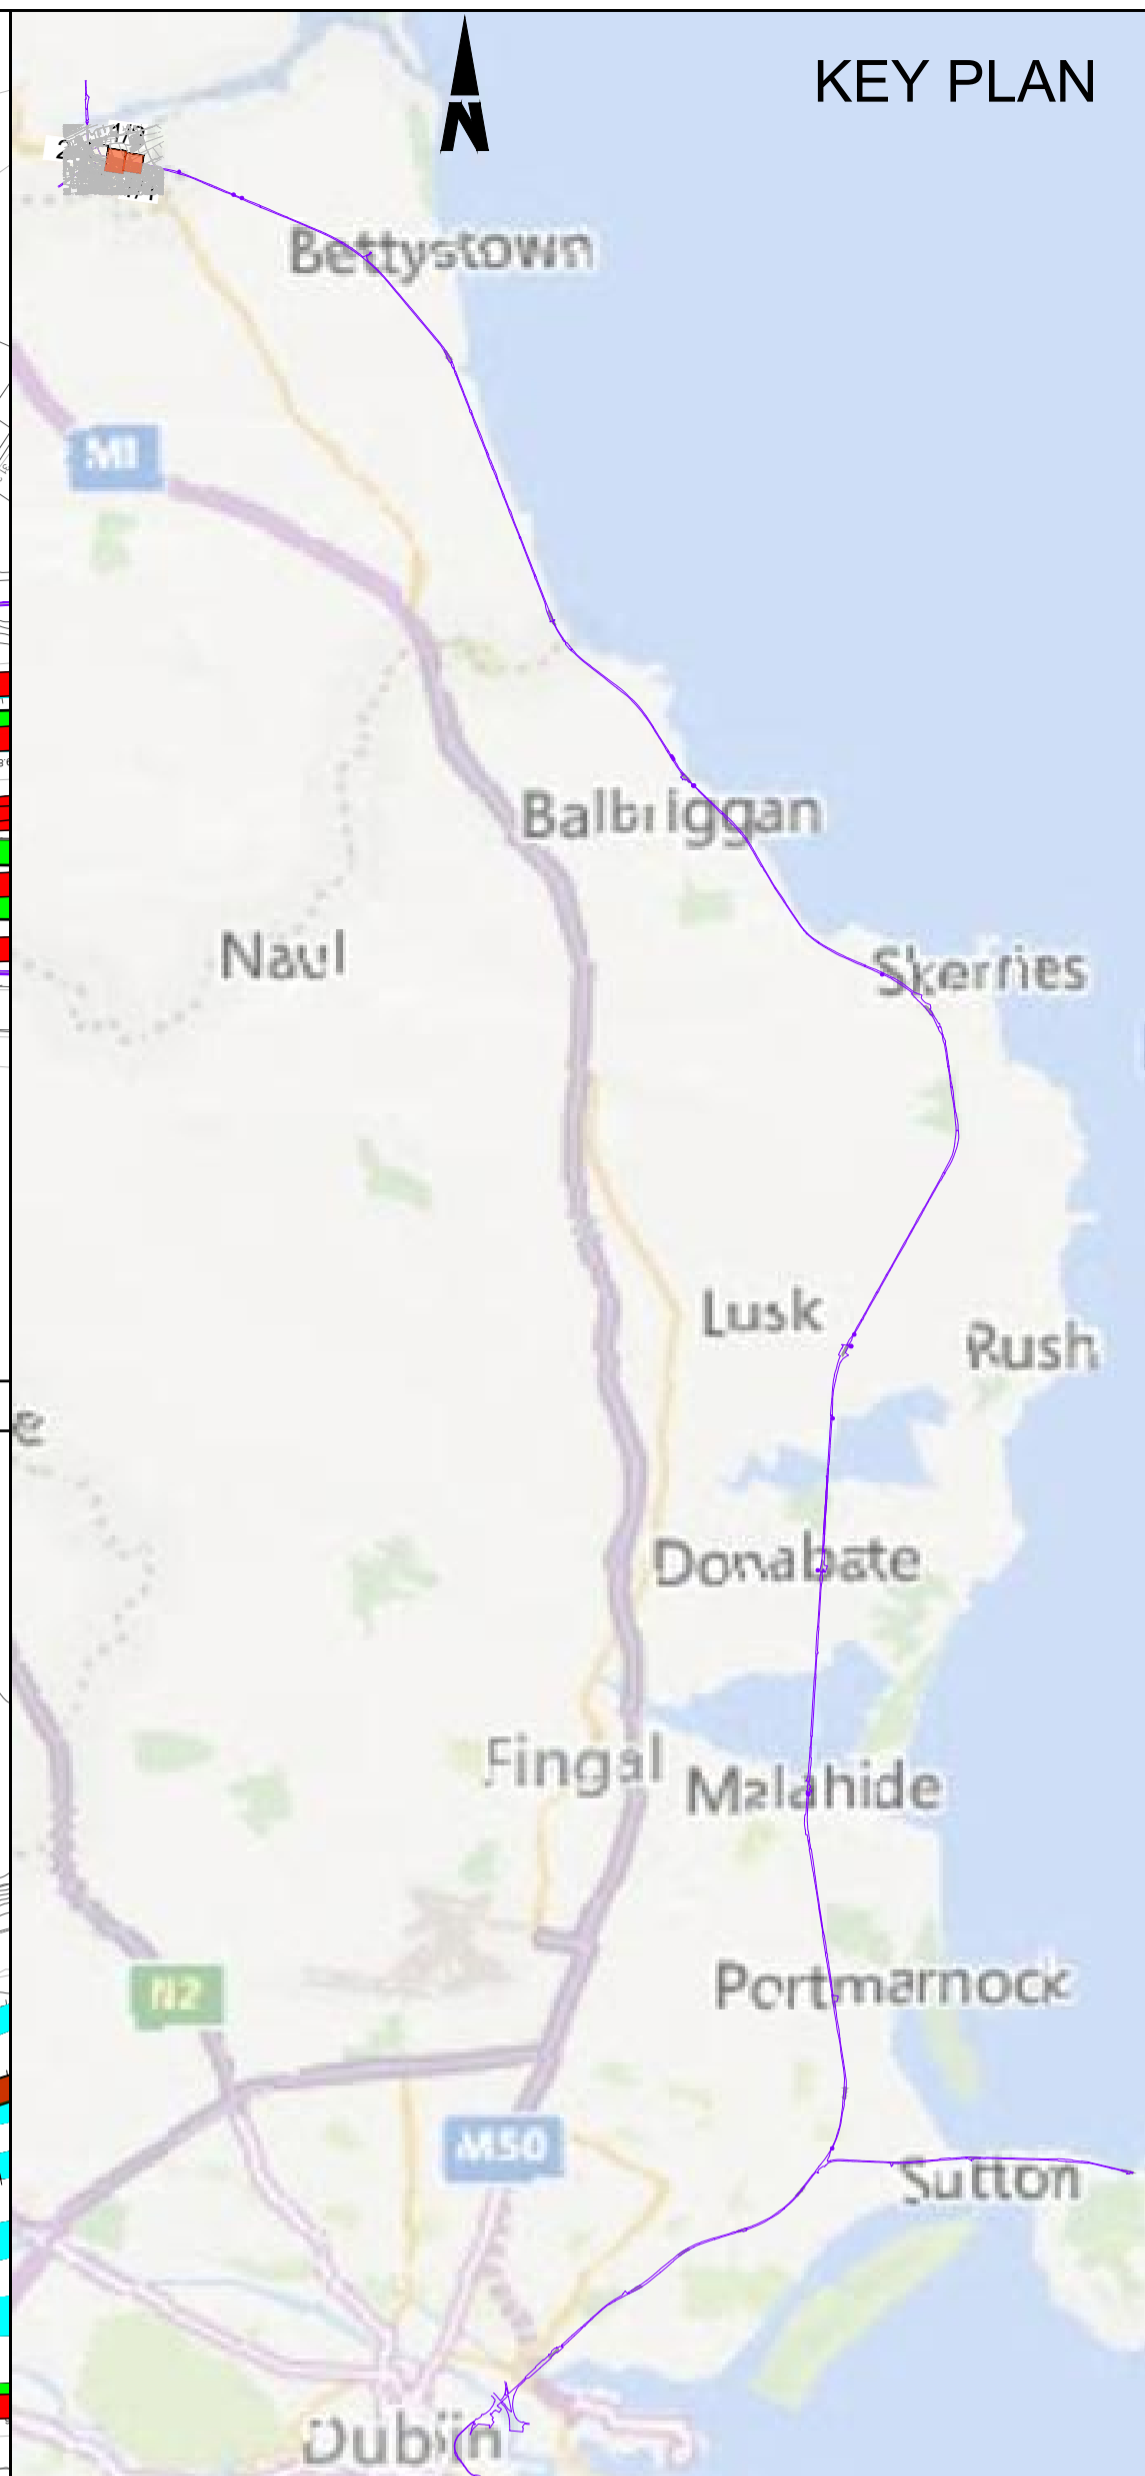 KEY PLAN
N
Bettystown
M1
Balbriggan
Naul
Skerries
Lusk
Rush
e
Donabate
Fingal
Malahide
N2
Portmarnock
M50
Sutton
Dublin